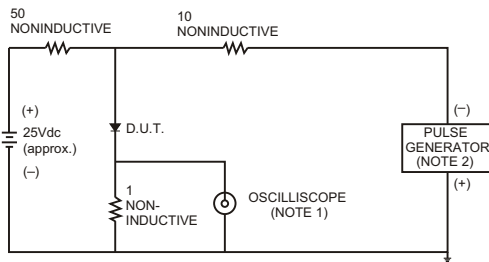 50
NONINDUCTIVE
10
NONINDUCTIVE
(+)
25Vdc
(approx.)
(–)
D.U.T.
1
NON-
INDUCTIVE
OSCILLISCOPE
(NOTE 1)
(–)
PULSE
GENERATOR
(NOTE 2)
(+)